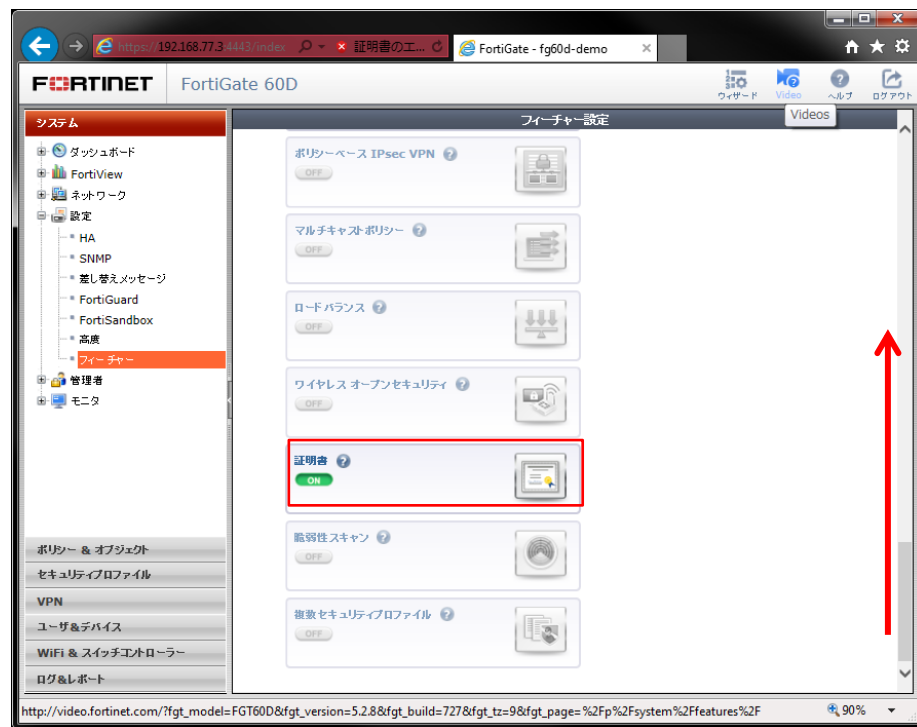 https://192.168.77.3:4443/index
証明書のエ...
FortiGate - fg60d-demo
FORTINET
FortiGate 60D
ウィザード
Video
ヘルプ
ログアウト
Videos
システム
フィーチャー設定
ダッシュボード
FortiView
ネットワーク
設定
HA
SNMP
差し替えメッセージ
FortiGuard
FortiSandbox
高度
フィーチャー
管理者
モニタ
ポリシーベース IPsec VPN
OFF
マルチキャストポリシー
OFF
ロードバランス
OFF
ワイヤレス オープンセキュリティ
OFF
証明書
ON
脆弱性スキャン
OFF
複数セキュリティプロファイル
OFF
ポリシー & オブジェクト
セキュリティプロファイル
VPN
ユーザ&デバイス
WiFi & スイッチコントローラー
ログ&レポート
http://video.fortinet.com/?fgt_model=FGT60D&fgt_version=5.2.8&fgt_build=727&fgt_tz=9&fgt_page=%2Fp%2Fsystem%2Ffeatures%2F
90%